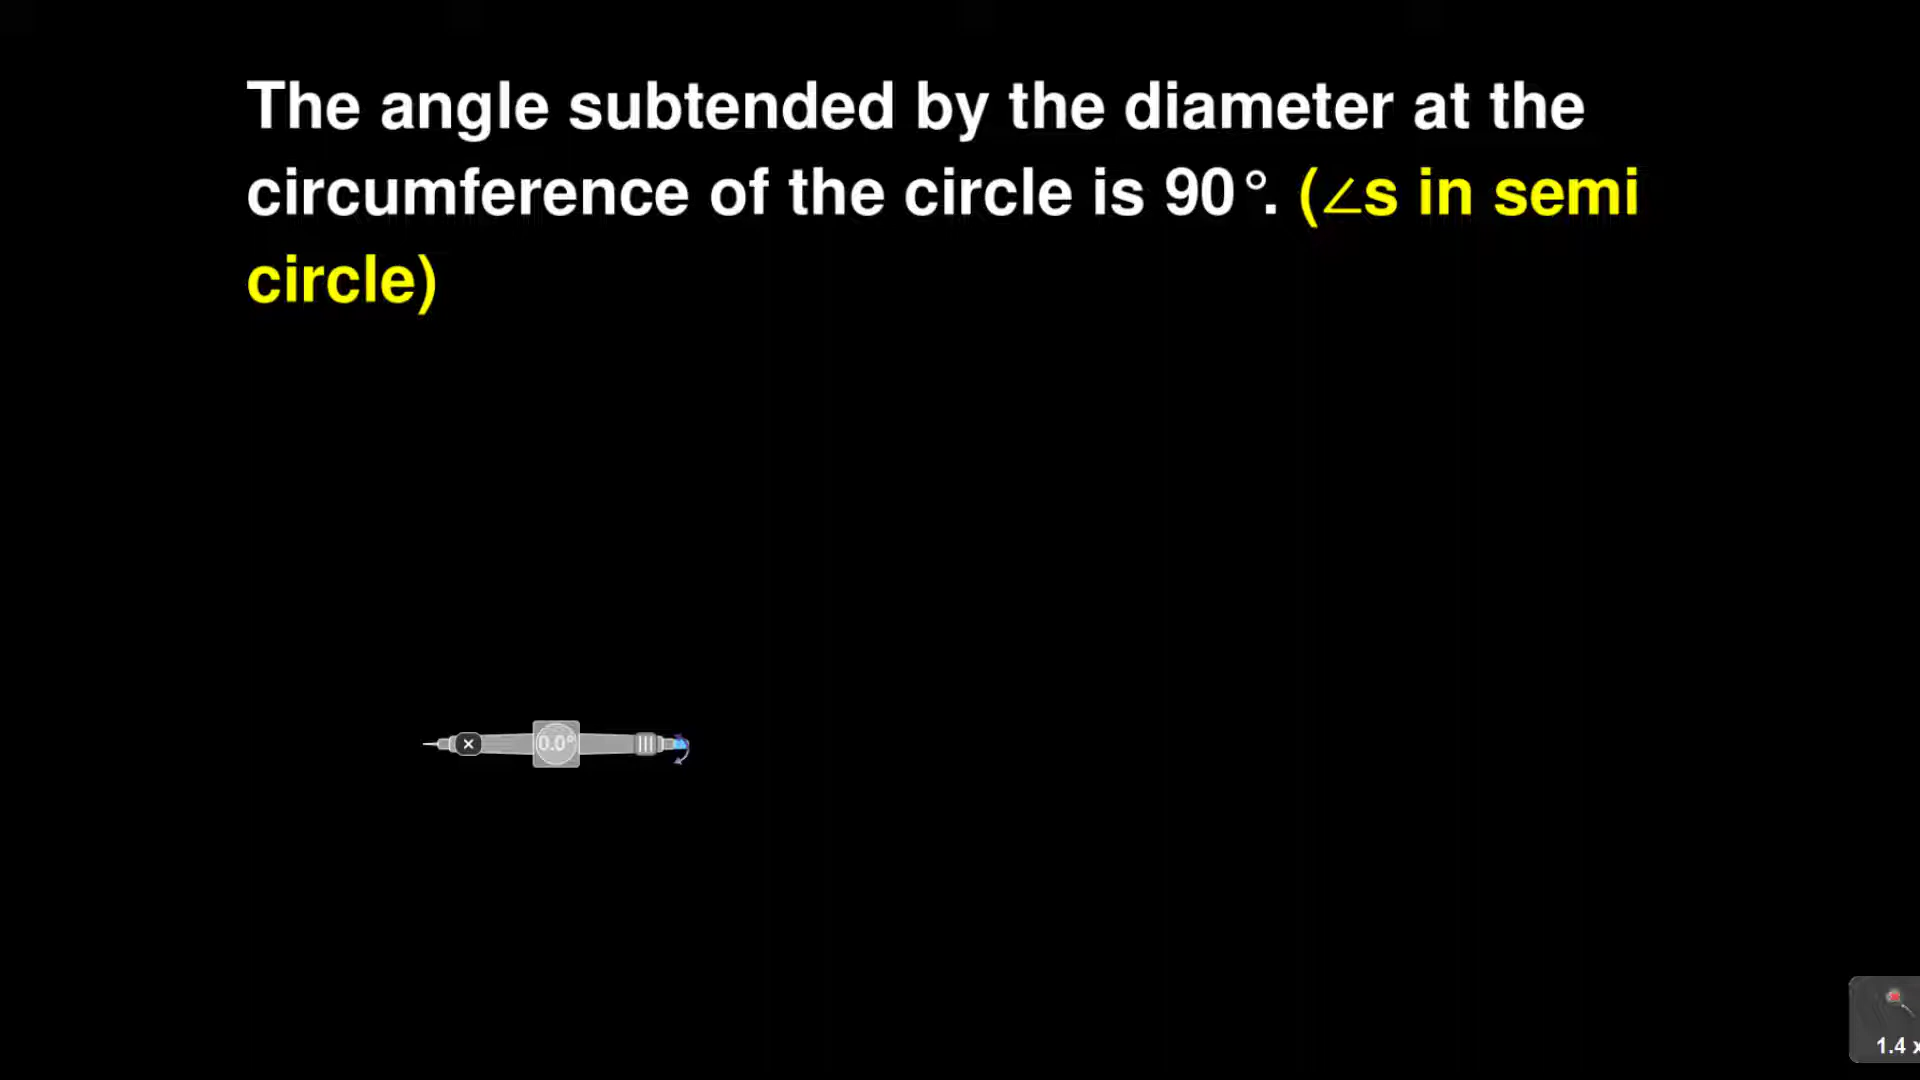 The angle subtended by the diameter at the
circumference of the circle is 90°. (∠s in semi
circle)
0.0°
1.4 x